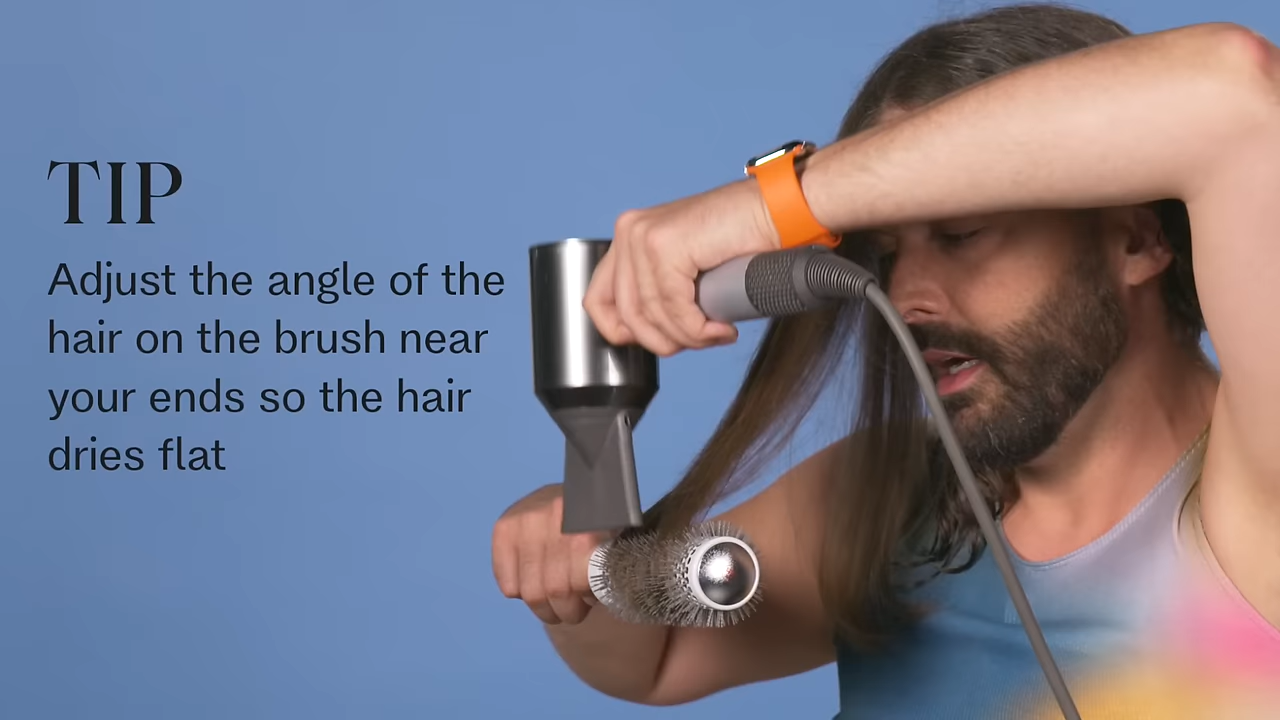 TIP
Adjust the angle of the
hair on the brush near
your ends so the hair
dries flat